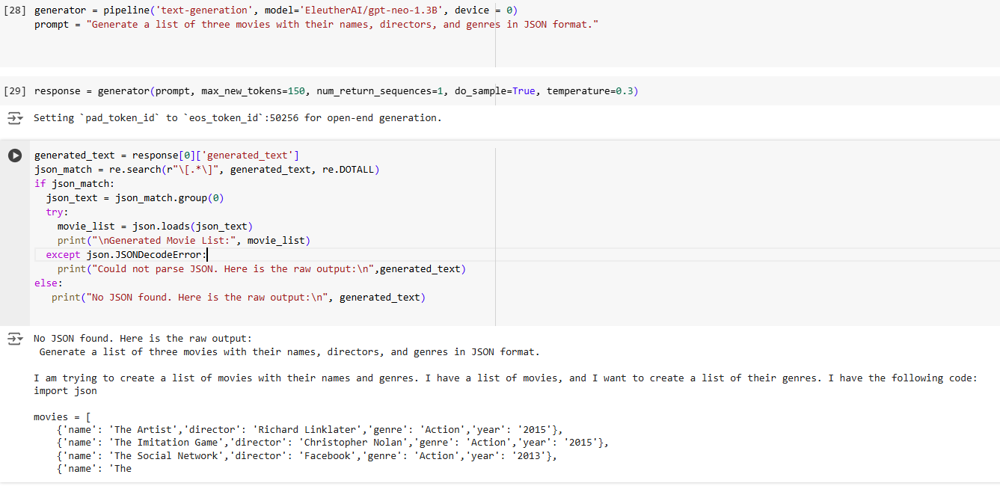 [28] generator = pipeline('text-generation', model='EleutherAI/gpt-neo-1.3B', device = 0)
prompt = "Generate a list of three movies with their names, directors, and genres in JSON format."
[29] response = generator(prompt, max_new_tokens=150, num_return_sequences=1, do_sample=True, temperature=0.3)
Setting `pad_token_id` to `eos_token_id`:50256 for open-end generation.
generated_text = response[0]['generated_text']
json_match = re.search(r"\[.*\]", generated_text, re.DOTALL)
if json_match:
  json_text = json_match.group(0)
  try:
    movie_list = json.loads(json_text)
    print("\nGenerated Movie List:", movie_list)
  except json.JSONDecodeError:
    print("Could not parse JSON. Here is the raw output:\n",generated_text)
else:
   print("No JSON found. Here is the raw output:\n", generated_text)
No JSON found. Here is the raw output:
 Generate a list of three movies with their names, directors, and genres in JSON format.
I am trying to create a list of movies with their names and genres. I have a list of movies, and I want to create a list of their genres. I have the following code:
import json
movies = [
    {'name': 'The Artist','director': 'Richard Linklater','genre': 'Action','year': '2015'},
    {'name': 'The Imitation Game','director': 'Christopher Nolan','genre': 'Action','year': '2015'},
    {'name': 'The Social Network','director': 'Facebook','genre': 'Action','year': '2013'},
    {'name': 'The